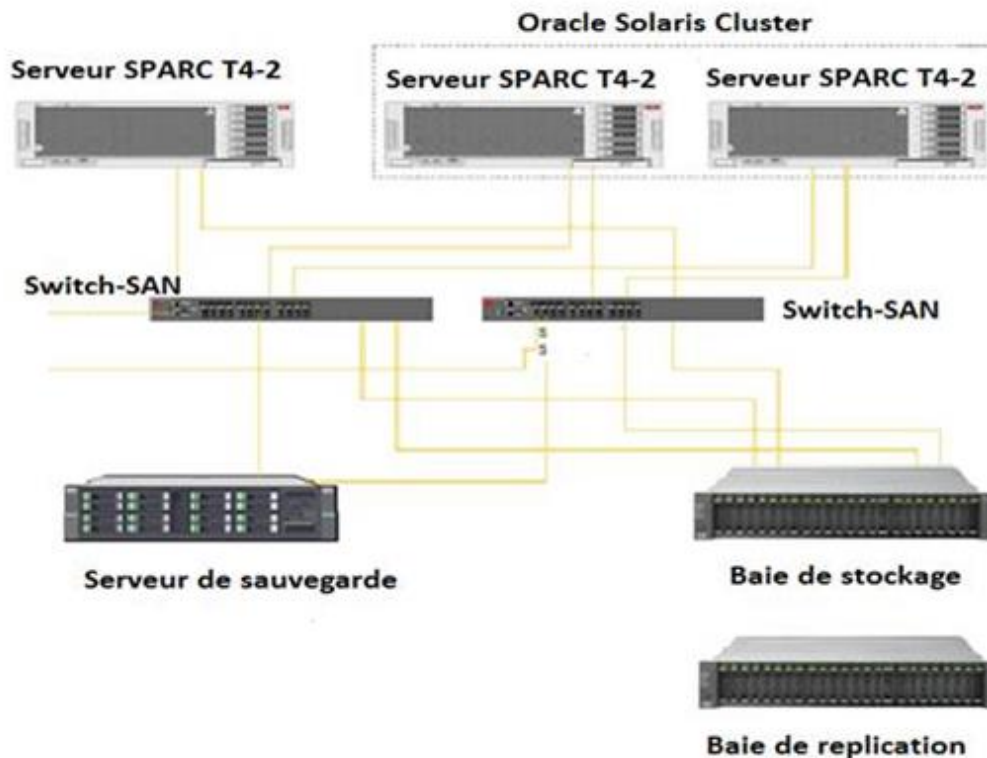 Oracle Solaris Cluster
Serveur SPARC T4-2
Serveur SPARC T4-2
Serveur SPARC T4-2
Switch-SAN
Switch-SAN
Serveur de sauvegarde
Baie de stockage
Baie de replication